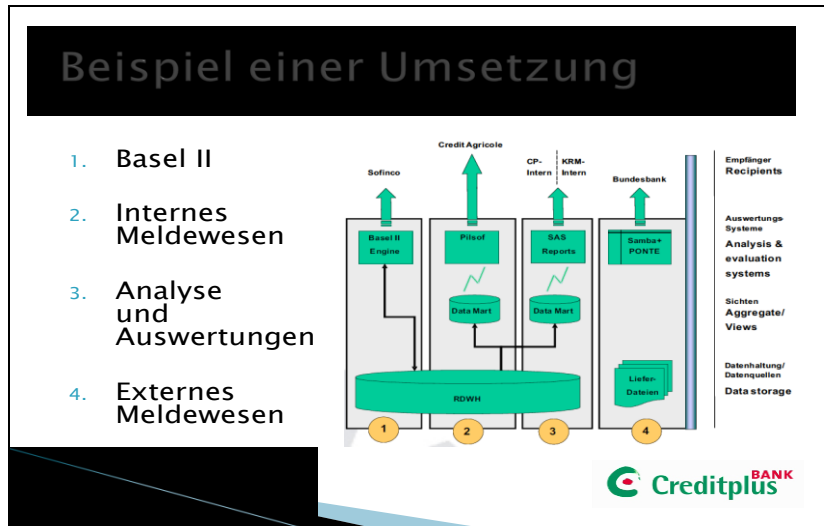 Beispiel einer Umsetzung
1. Basel II
2. Internes
Meldewesen
3. Analyse
und
Auswertungen
4. Externes
Meldewesen
Credit Agricole
Sofinco
CP-
Intern
KRM-
Intern
Bundesbank
Basel II
Engine
Pilsof
SAS
Reports
Samba+
PONTE
Data Mart
Data Mart
RDWH
Liefer-
Dateien
1
2
3
4
Empfänger
Recipients
Auswertungs-
Systeme
Analysis &
evaluation
systems
Sichten
Aggregate/
Views
Datenhaltung/
Datenquellen
Data storage
Creditplus BANK